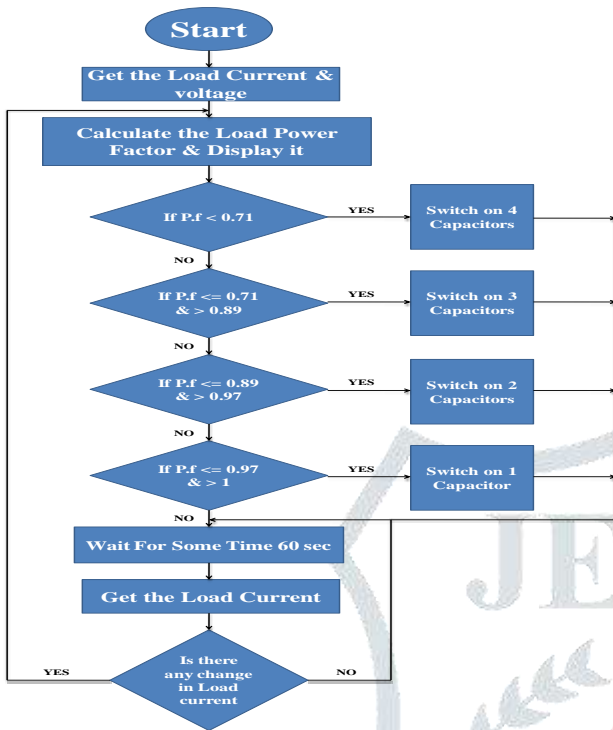 Start
Get the Load Current &
voltage
Calculate the Load Power
Factor & Display it
If P.f < 0.71
YES
Switch on 4
Capacitors
NO
If P.f <= 0.71
& > 0.89
YES
Switch on 3
Capacitors
NO
If P.f <= 0.89
& > 0.97
YES
Switch on 2
Capacitors
NO
If P.f <= 0.97
& > 1
YES
Switch on 1
Capacitor
NO
Wait For Some Time 60 sec
Get the Load Current
Is there
any change
in Load
current
YES
NO
JE